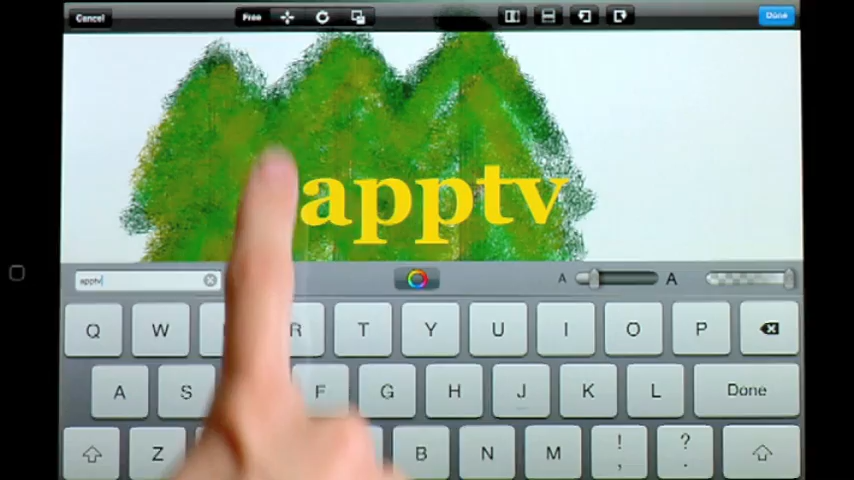 Cancel
Free
Done
apptv
apptv
A A
Q W R T Y U I O P
A S F G H J K L Done
Z B N M ! , ? .